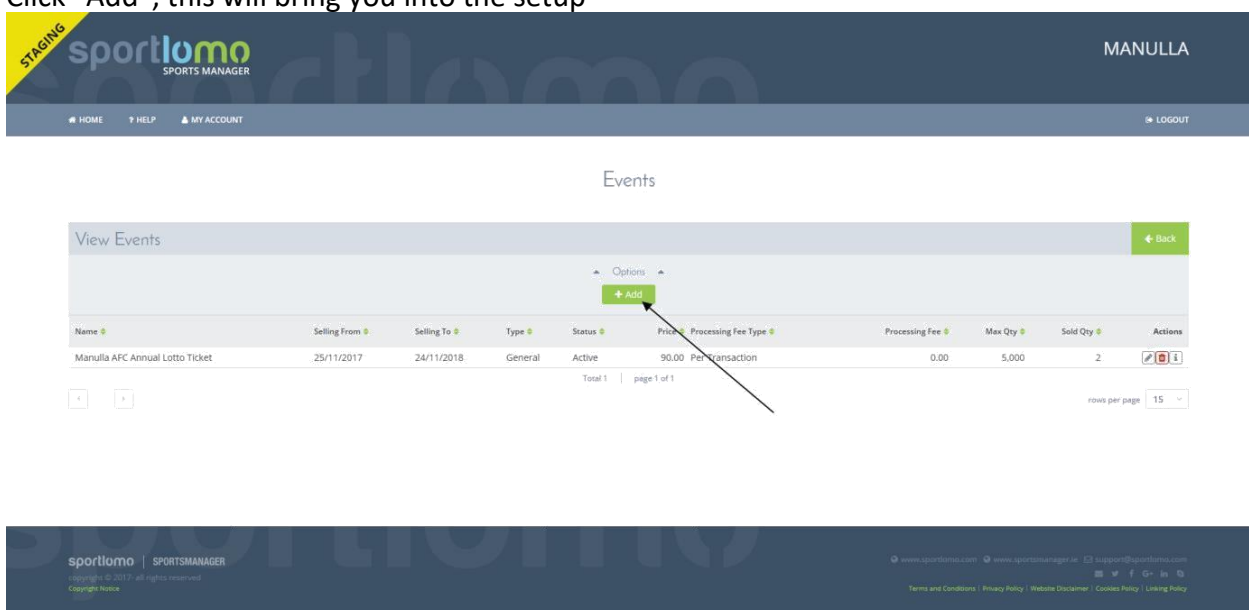 Click "Add", this will bring you into the setup
STAGING
sportlomo
SPORTS MANAGER
MANULLA
HOME ? HELP MY ACCOUNT LOGOUT
Events
View Events Back
Options
+ Add
Name Selling From Selling To Type Status Price Processing Fee Type Processing Fee Max Qty Sold Qty Actions
Manulla AFC Annual Lotto Ticket 25/11/2017 24/11/2018 General Active 90.00 Per Transaction 0.00 5,000 2
Total 1 | page 1 of 1
rows per page 15
sportlomo | SPORTSMANAGER
www.sportlomo.com www.sportsmanager.ie support@sportlomo.com
copyright © 2017- all rights reserved
Copyright Notice
Terms and Conditions | Privacy Policy | Website Disclaimer | Cookies Policy | Linking Policy